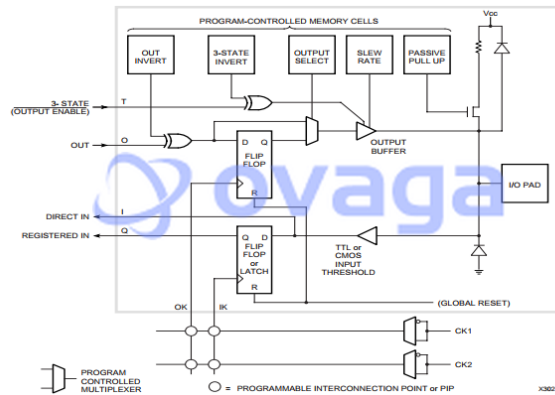 PROGRAM-CONTROLLED MEMORY CELLS
Vcc
OUT
INVERT
3-STATE
INVERT
OUTPUT
SELECT
SLEW
RATE
PASSIVE
PULL UP
3- STATE
(OUTPUT ENABLE)
T
OUT
O
D Q
FLIP
FLOP
R
OUTPUT
BUFFER
I/O PAD
ovaga
DIRECT IN
I
REGISTERED IN
Q
Q D
FLIP
FLOP
or
LATCH
R
TTL or
CMOS
INPUT
THRESHOLD
OK
IK
(GLOBAL RESET)
CK1
CK2
PROGRAM
CONTROLLED
MULTIPLEXER
= PROGRAMMABLE INTERCONNECTION POINT or PIP